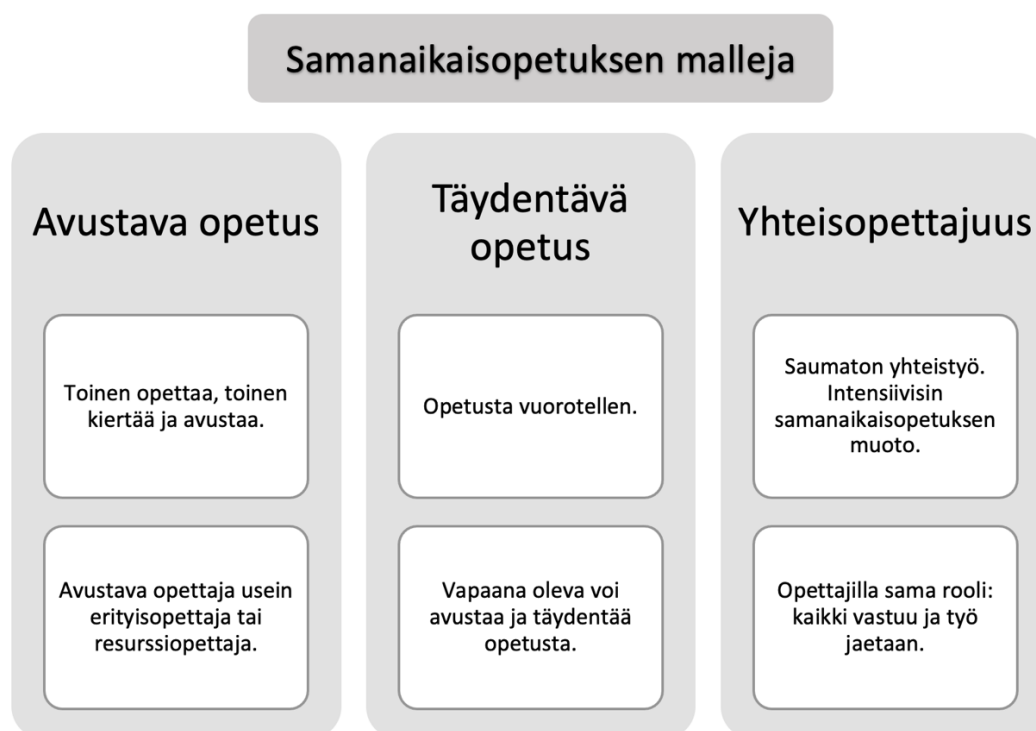 Samanaikaisopetuksen malleja
Avustava opetus
Toinen opettaa, toinen
kiertää ja avustaa.
Avustava opettaja usein
erityisopettaja tai
resurssiopettaja.
Täydentävä
opetus
Opetusta vuorotellen.
Vapaana oleva voi
avustaa ja täydentää
opetusta.
Yhteisopettajuus
Saumaton yhteistyö.
Intensiivisin
samanaikaisopetuksen
muoto.
Opettajilla sama rooli:
kaikki vastuu ja työ
jaetaan.